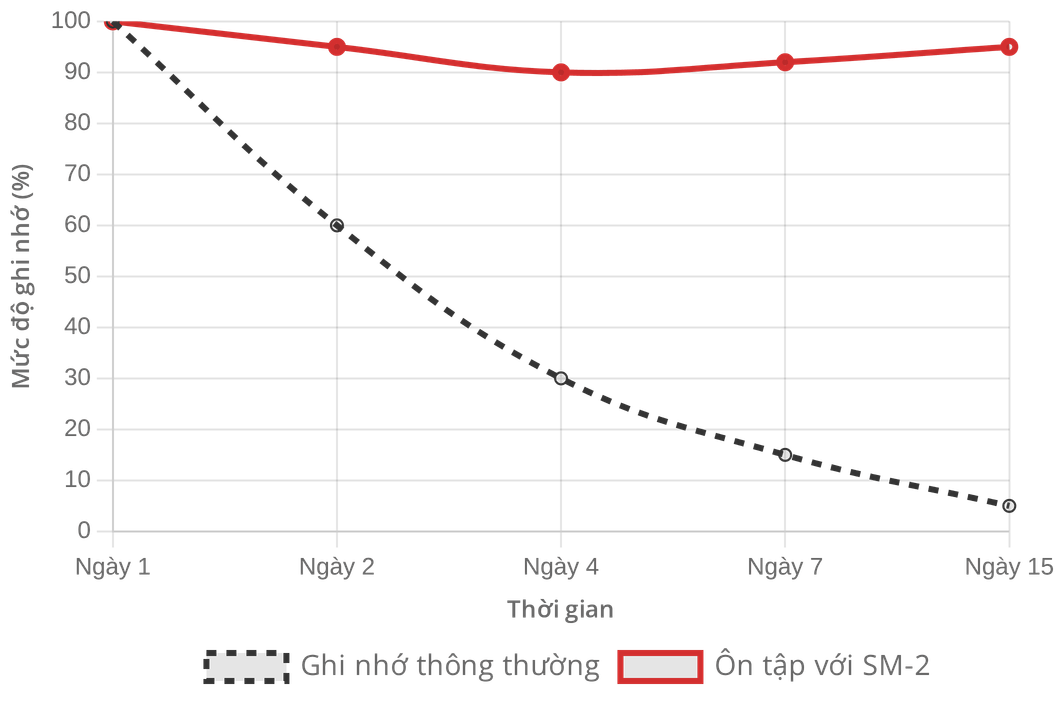 100
90
80
70
60
50
40
30
20
10
0
Mức độ ghi nhớ (%)
Ngày 1 Ngày 2 Ngày 4 Ngày 7 Ngày 15
Thời gian
Ghi nhớ thông thường Ôn tập với SM-2